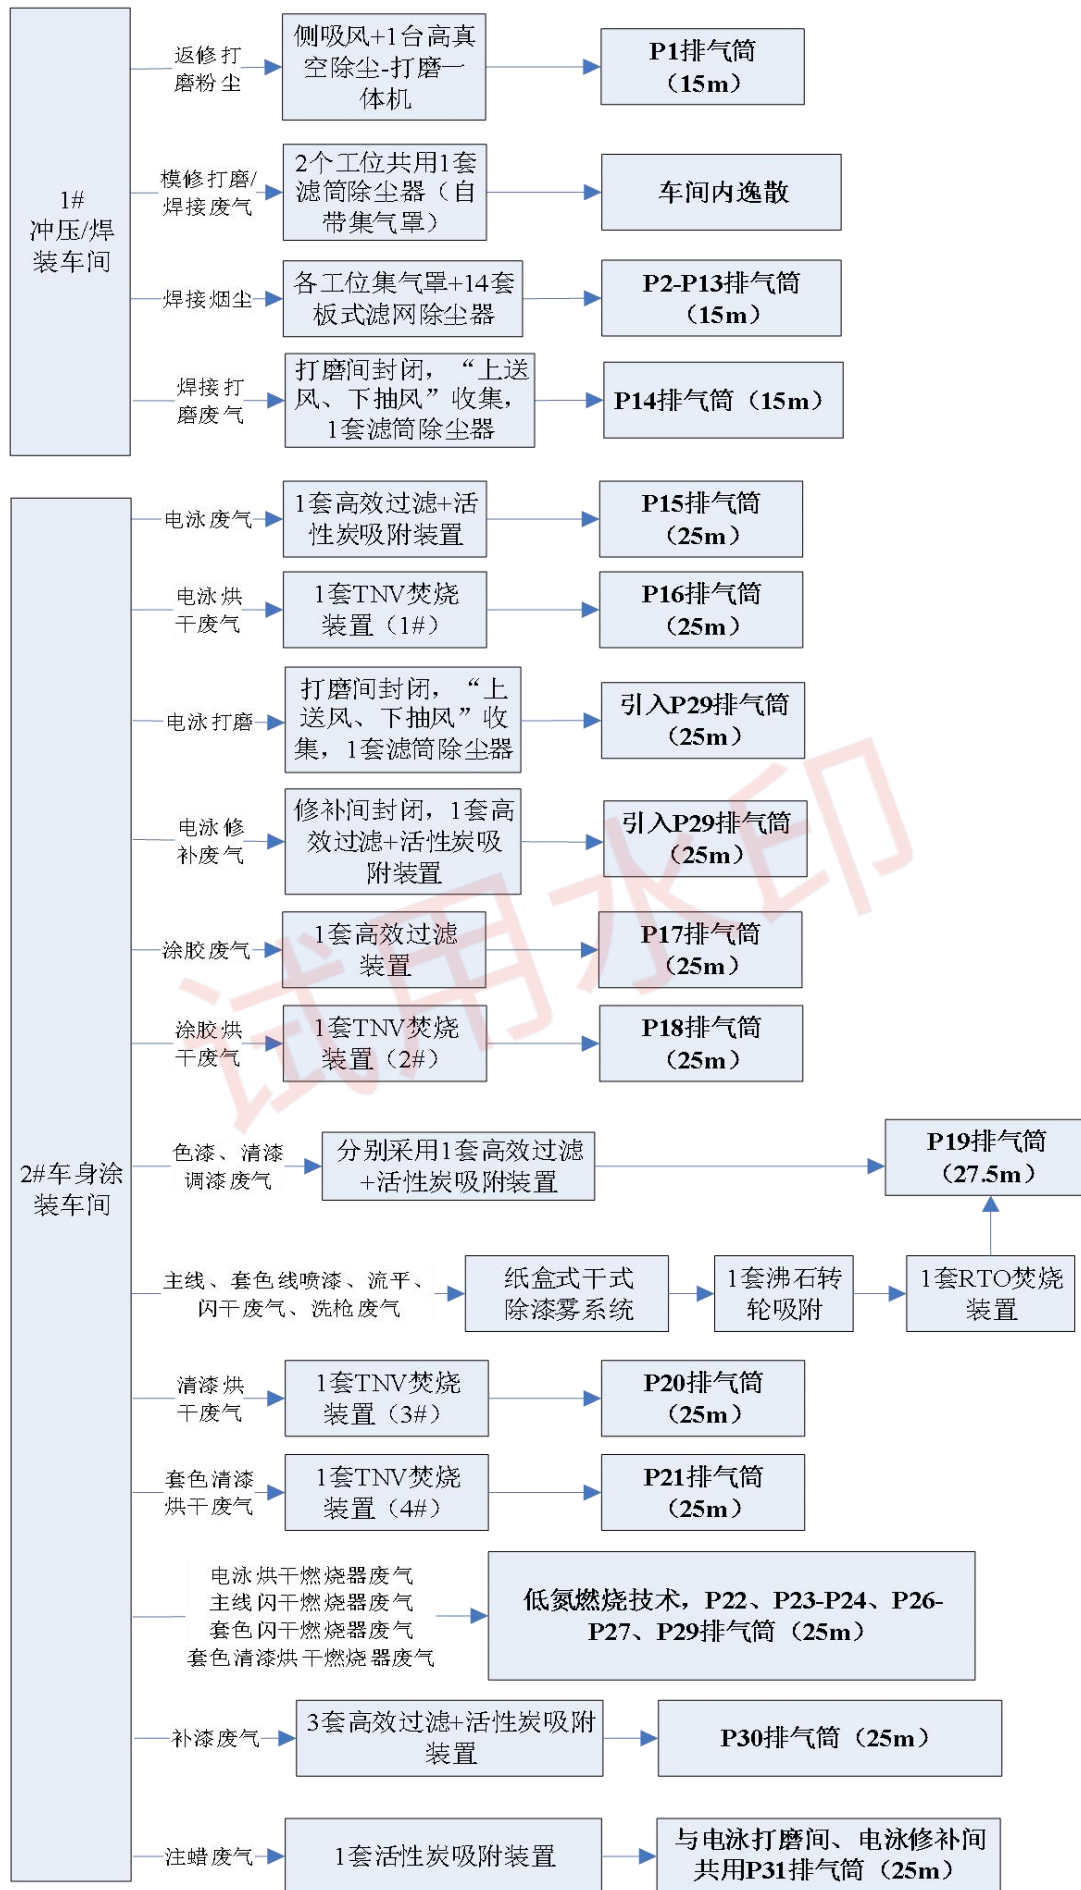 1#
冲压/焊
装车间
返修打
磨粉尘
侧吸风+1台高真
空除尘-打磨一
体机
P1排气筒
（15m）
模修打磨/
焊接废气
2个工位共用1套
滤筒除尘器（自
带集气罩）
车间内逸散
焊接烟尘
各工位集气罩+14套
板式滤网除尘器
P2-P13排气筒
（15m）
焊接打
磨废气
打磨间封闭，“上送
风、下抽风”收集，
1套滤筒除尘器
P14排气筒（15m）
2#车身涂
装车间
电泳废气
1套高效过滤+活
性炭吸附装置
P15排气筒
（25m）
电泳烘
干废气
1套TNV焚烧
装置（1#）
P16排气筒
（25m）
电泳打磨
打磨间封闭，“上
送风、下抽风”收
集，1套滤筒除尘器
引入P29排气筒
（25m）
电泳修
补废气
修补间封闭，1套高
效过滤+活性炭吸
附装置
引入P29排气筒
（25m）
涂胶废气
1套高效过滤
装置
P17排气筒
（25m）
涂胶烘
干废气
1套TNV焚烧
装置（2#）
P18排气筒
（25m）
色漆、清漆
调漆废气
分别采用1套高效过滤
+活性炭吸附装置
P19排气筒
（27.5m）
主线、套色线喷漆、流平、
闪干废气、洗枪废气
纸盒式干式
除漆雾系统
1套沸石转
轮吸附
1套RTO焚烧
装置
清漆烘
干废气
1套TNV焚烧
装置（3#）
P20排气筒
（25m）
套色清漆
烘干废气
1套TNV焚烧
装置（4#）
P21排气筒
（25m）
电泳烘干燃烧器废气
主线闪干燃烧器废气
套色闪干燃烧器废气
套色清漆烘干燃烧器废气
低氮燃烧技术，P22、P23-P24、P26-
P27、P29排气筒（25m）
补漆废气
3套高效过滤+活性炭吸附
装置
P30排气筒（25m）
注蜡废气
1套活性炭吸附装置
与电泳打磨间、电泳修补间
共用P31排气筒（25m）
试用水印